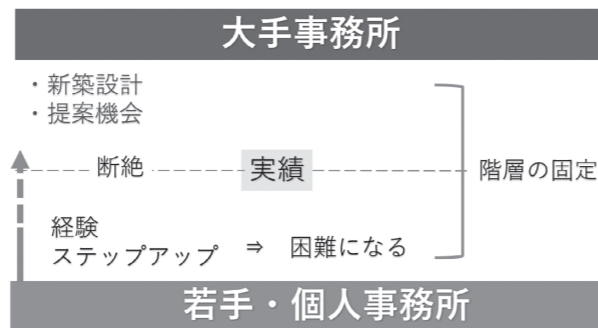 大手事務所
・新築設計
・提案機会
断絶
実績
階層の固定
経験
ステップアップ ⇒ 困難になる
若手・個人事務所